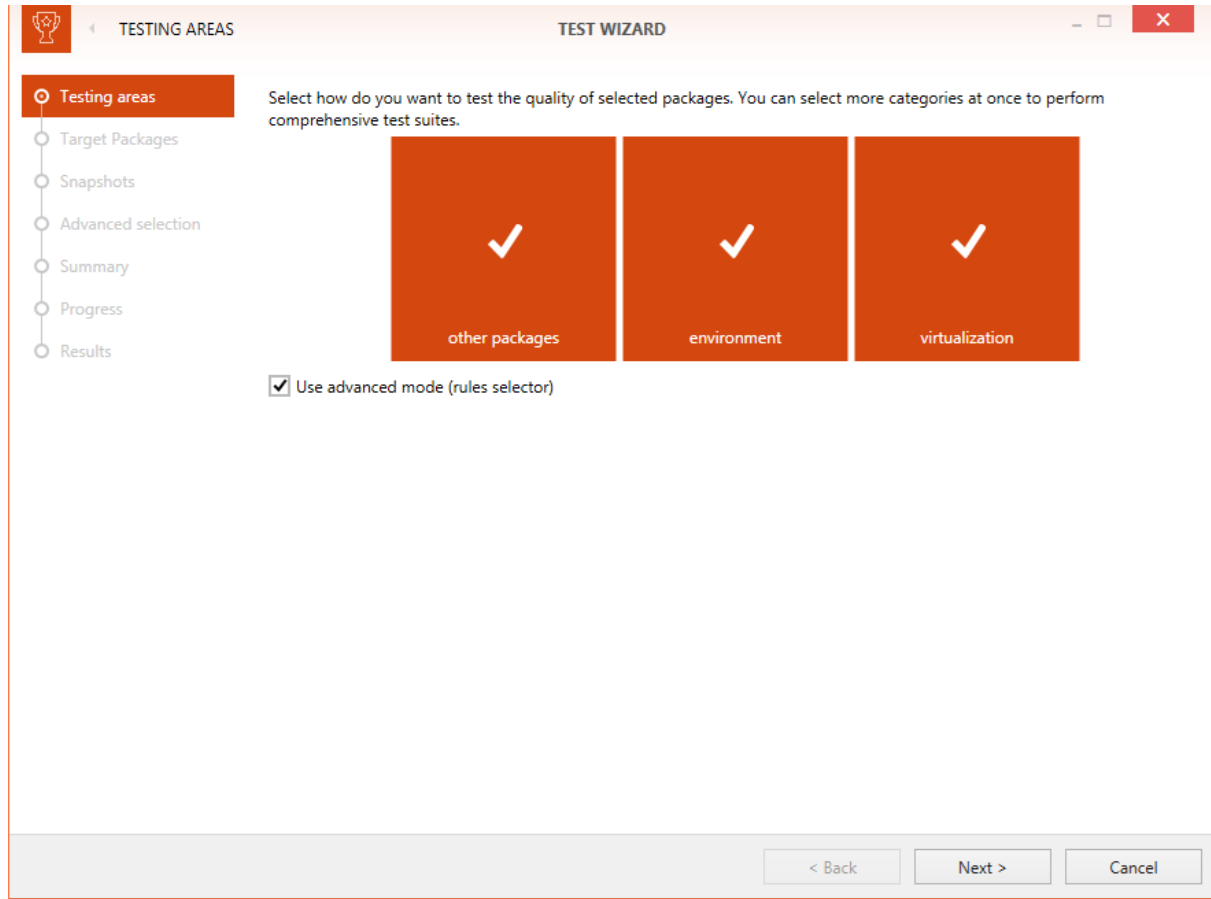 TESTING AREAS
TEST WIZARD
Testing areas
Target Packages
Snapshots
Advanced selection
Summary
Progress
Results
Select how do you want to test the quality of selected packages. You can select more categories at once to perform
comprehensive test suites.
other packages
environment
virtualization
Use advanced mode (rules selector)
< Back
Next >
Cancel